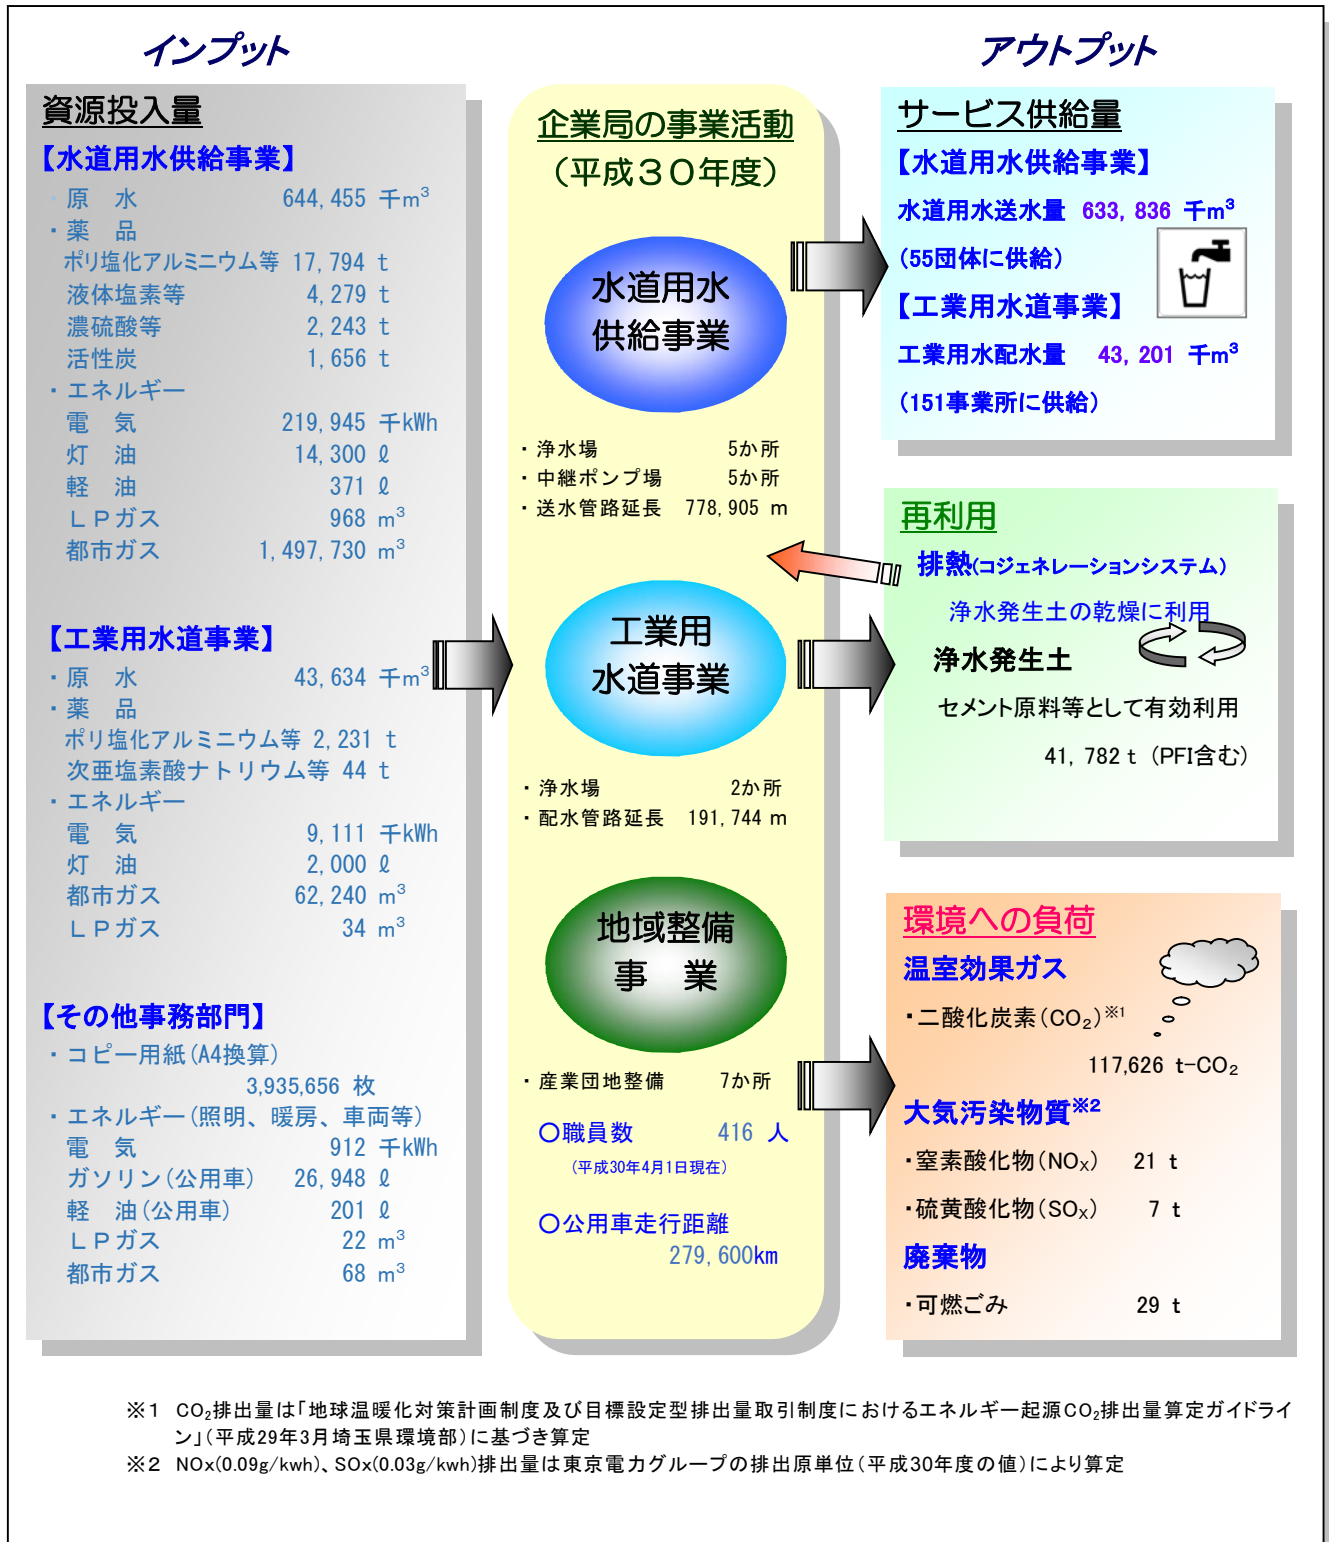 インプット
資源投入量
【水道用水供給事業】
・原　水 644,455 千m³
・薬　品
ポリ塩化アルミニウム等 17,794 t
液体塩素等 4,279 t
濃硫酸等 2,243 t
活性炭 1,656 t
・エネルギー
電　気 219,945 千kWh
灯　油 14,300 ℓ
軽　油 371 ℓ
ＬＰガス 968 m³
都市ガス 1,497,730 m³
【工業用水道事業】
・原　水 43,634 千m³
・薬　品
ポリ塩化アルミニウム等 2,231 t
次亜塩素酸ナトリウム等 44 t
・エネルギー
電　気 9,111 千kWh
灯　油 2,000 ℓ
都市ガス 62,240 m³
ＬＰガス 34 m³
【その他事務部門】
・コピー用紙(A4換算)
3,935,656 枚
・エネルギー(照明、暖房、車両等)
電　気 912 千kWh
ガソリン(公用車) 26,948 ℓ
軽　油(公用車) 201 ℓ
ＬＰガス 22 m³
都市ガス 68 m³
企業局の事業活動
（平成３０年度）
水道用水
供給事業
・浄水場 5か所
・中継ポンプ場 5か所
・送水管路延長 778,905 m
工業用
水道事業
・浄水場 2か所
・配水管路延長 191,744 m
地域整備
事　業
・産業団地整備 7か所
〇職員数 416 人
（平成30年4月1日現在）
〇公用車走行距離
279,600km
アウトプット
サービス供給量
【水道用水供給事業】
水道用水送水量 633,836 千m³
(55団体に供給)
【工業用水道事業】
工業用水配水量 43,201 千m³
(151事業所に供給)
再利用
排熱(コジェネレーションシステム)
浄水発生土の乾燥に利用
浄水発生土
セメント原料等として有効利用
41,782ｔ(PFI含む)
環境への負荷
温室効果ガス
・二酸化炭素(CO₂)※1
117,626 t-CO₂
大気汚染物質※2
・窒素酸化物(NOx) 21 t
・硫黄酸化物(SOx) 7 t
廃棄物
・可燃ごみ 29 t
※１ CO₂排出量は「地球温暖化対策計画制度及び目標設定型排出量取引制度におけるエネルギー起源CO₂排出量算定ガイドライ
ン」（平成29年3月埼玉県環境部）に基づき算定
※２ NOx(0.09g/kwh)、SOx(0.03g/kwh)排出量は東京電力グループの排出原単位（平成30年度の値）により算定